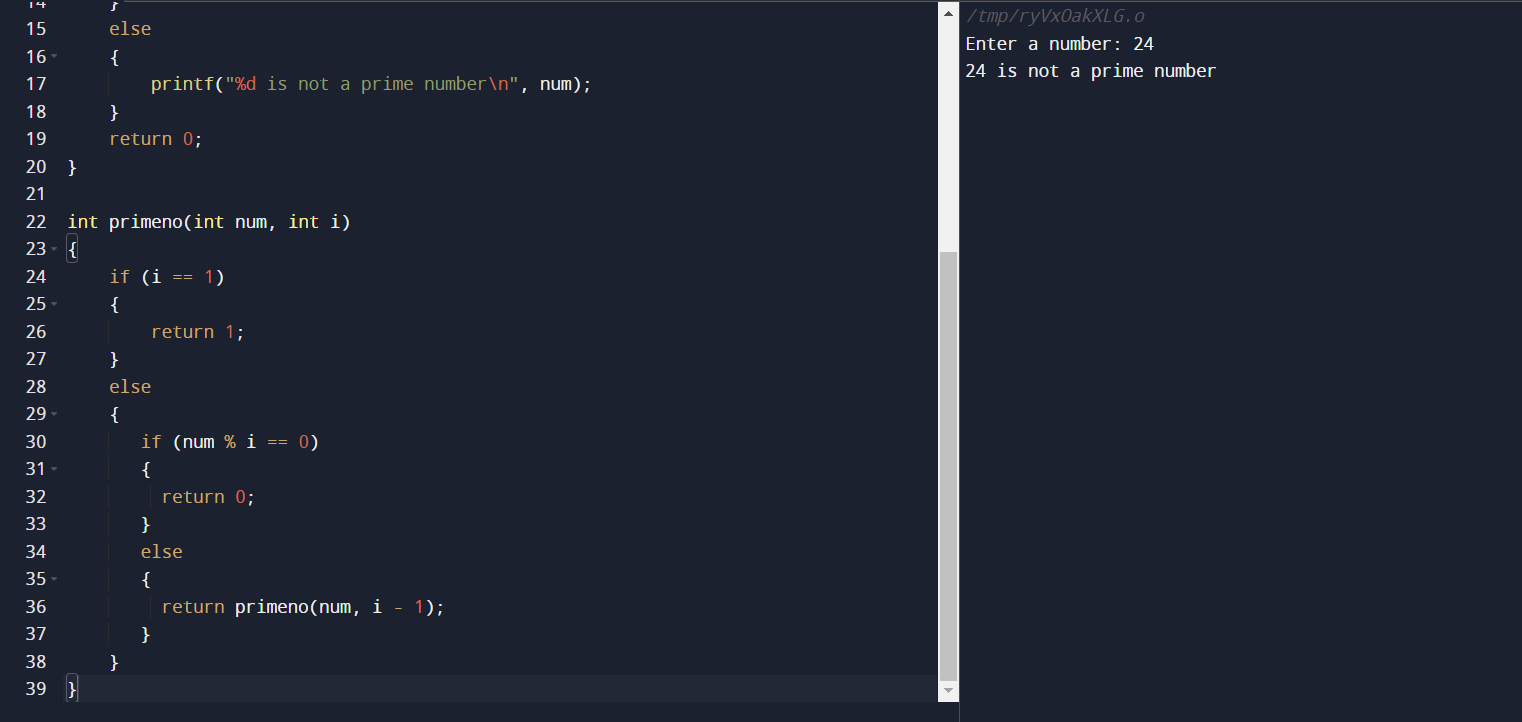 14 }
15 else
16 {
17 printf("%d is not a prime number\n", num);
18 }
19 return 0;
20 }
21
22 int primeno(int num, int i)
23 {
24 if (i == 1)
25 {
26 return 1;
27 }
28 else
29 {
30 if (num % i == 0)
31 {
32 return 0;
33 }
34 else
35 {
36 return primeno(num, i - 1);
37 }
38 }
39 }
/tmp/ryVxOakXLG.o
Enter a number: 24
24 is not a prime number